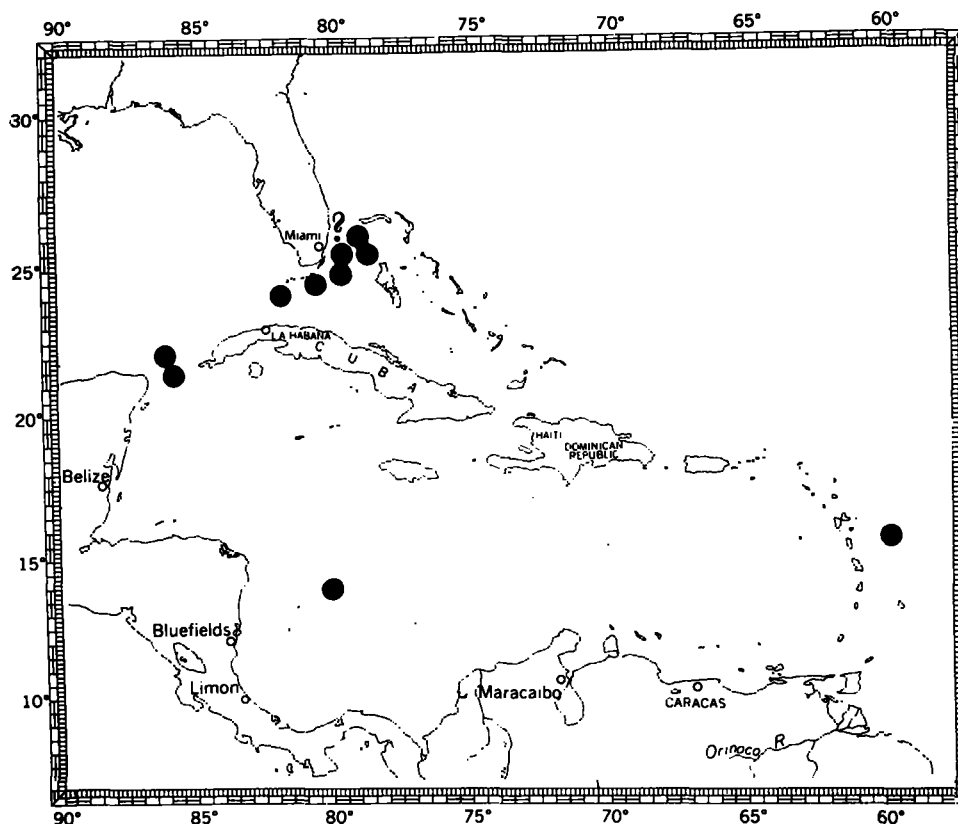 90° 85° 80° 75° 70° 65° 60°
30°
?
Miami
25°
LA HABANA
CUBA
20°
HAITI
DOMINICAN
REPUBLIC
Belize
15°
Bluefields
Limon
Maracaibo
10°
CARACAS
Orinoco R
90° 85° 80° 75° 70° 65° 60°